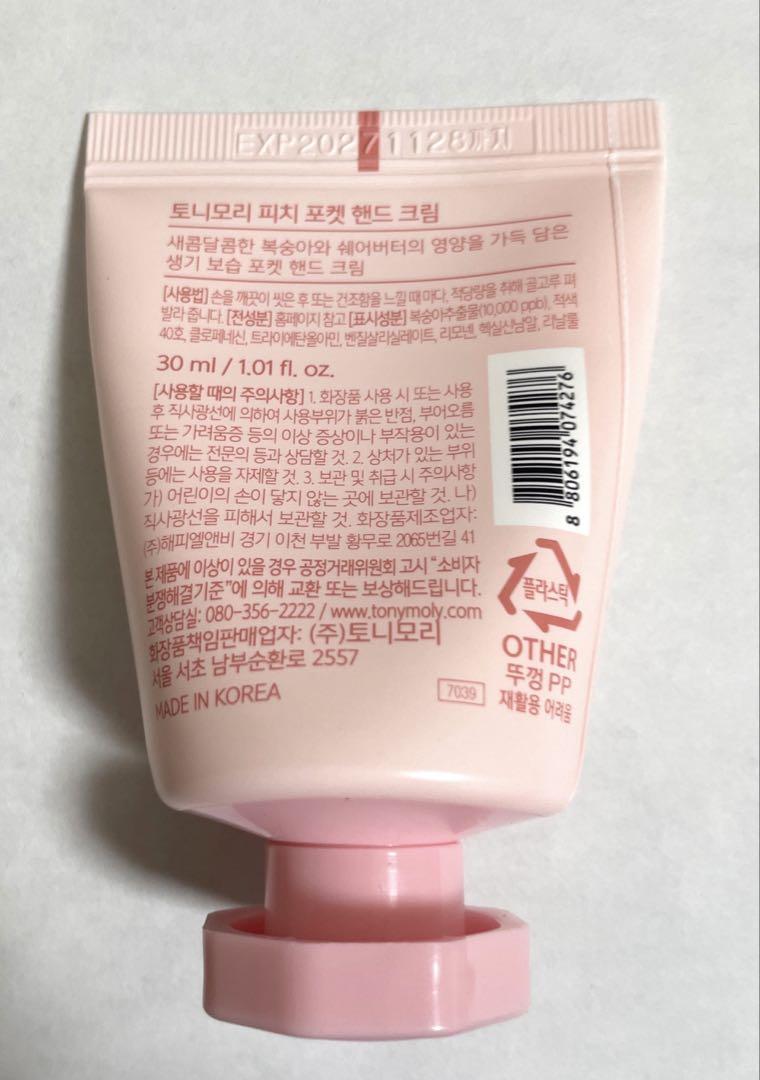 EXP20271128까지
토니모리 피치 포켓 핸드 크림
새콤달콤한 복숭아와 쉐어버터의 영양을 가득 담은
생기 보습 포켓 핸드 크림
[사용법] 손을 깨끗이 씻은 후 또는 건조함을 느낄 때마다, 적당량을 취해 골고루 펴
발라 줍니다. [전성분] 홈페이지 참고 [표시성분] 복숭아추출물(10,000 ppb), 적색
40호, 클로페네신, 트라이에탄올아민, 벤질살리실레이트, 리모넨, 헥실신남알, 리날룰
30 ml / 1.01 fl. oz.
[사용할 때의 주의사항] 1. 화장품 사용 시 또는 사용
후 직사광선에 의하여 사용부위가 붉은 반점, 부어오름
또는 가려움증 등의 이상 증상이나 부작용이 있는
경우에는 전문의 등과 상담할 것. 2. 상처가 있는 부위
등에는 사용을 자제할 것. 3. 보관 및 취급 시 주의사항
가) 어린이의 손이 닿지 않는 곳에 보관할 것. 나)
직사광선을 피해서 보관할 것. 화장품제조업자:
(주)해피엘앤비 경기 이천 부발 황무로 2065번길 41
본 제품에 이상이 있을 경우 공정거래위원회 고시 “소비자
분쟁해결기준”에 의해 교환 또는 보상해드립니다.
고객상담실: 080-356-2222 / www.tonymoly.com
화장품책임판매업자: (주)토니모리
서울 서초 남부순환로 2557
MADE IN KOREA
7039
8 806194 074276
플라스틱
OTHER
뚜껑 PP
재활용 어려움